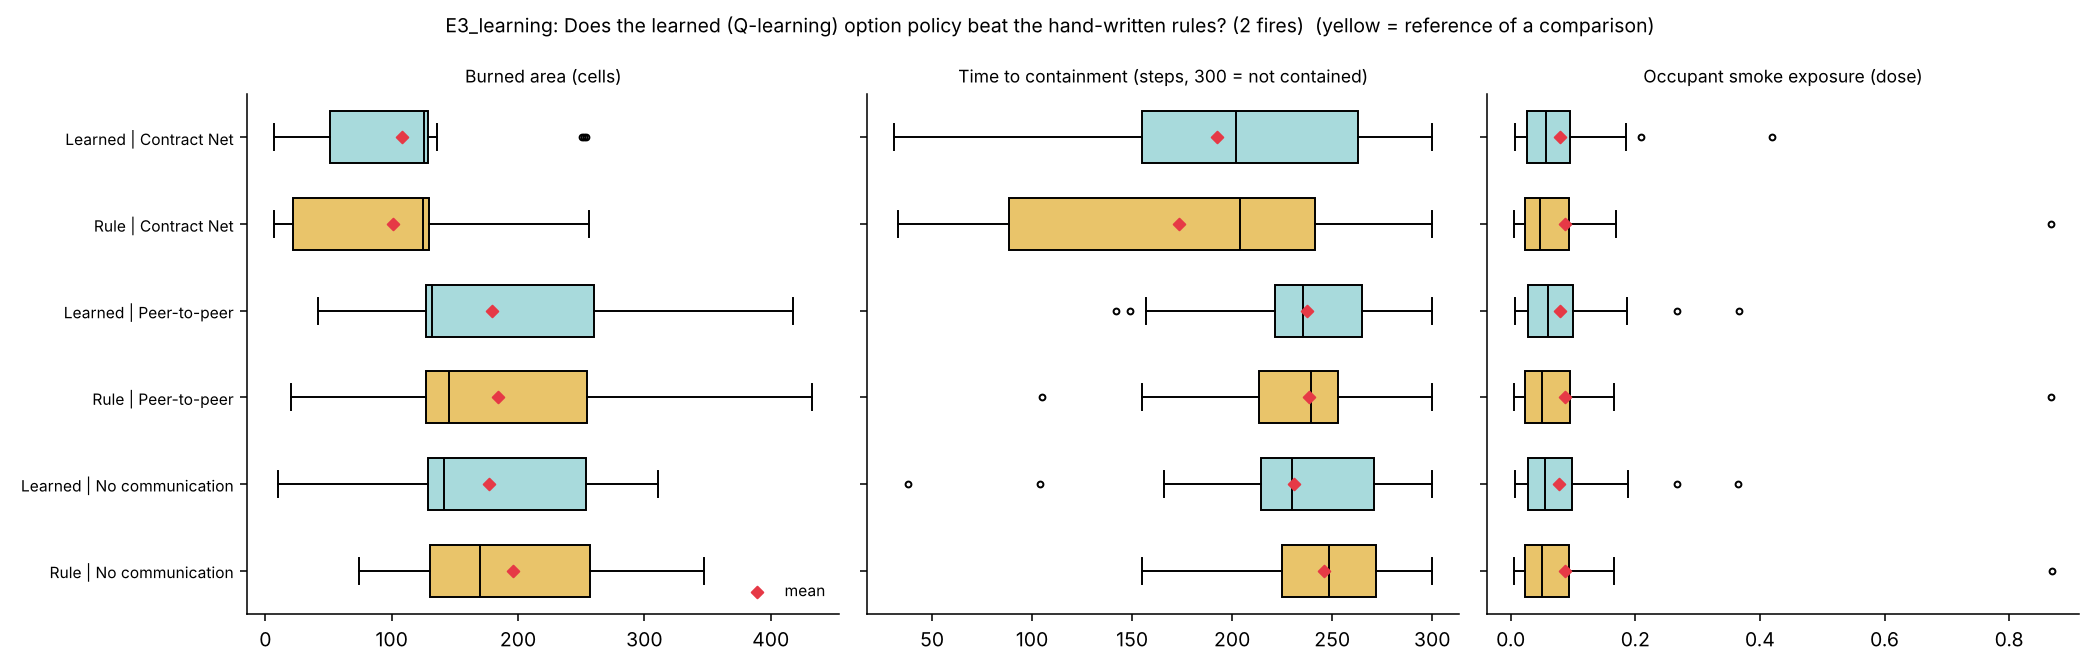 E3_learning: Does the learned (Q-learning) option policy beat the hand-written rules? (2 fires)  (yellow = reference of a comparison)
Burned area (cells)
Time to containment (steps, 300 = not contained)
Occupant smoke exposure (dose)
Learned | Contract Net
Rule | Contract Net
Learned | Peer-to-peer
Rule | Peer-to-peer
Learned | No communication
Rule | No communication
mean
0 100 200 300 400
50 100 150 200 250 300
0.0 0.2 0.4 0.6 0.8